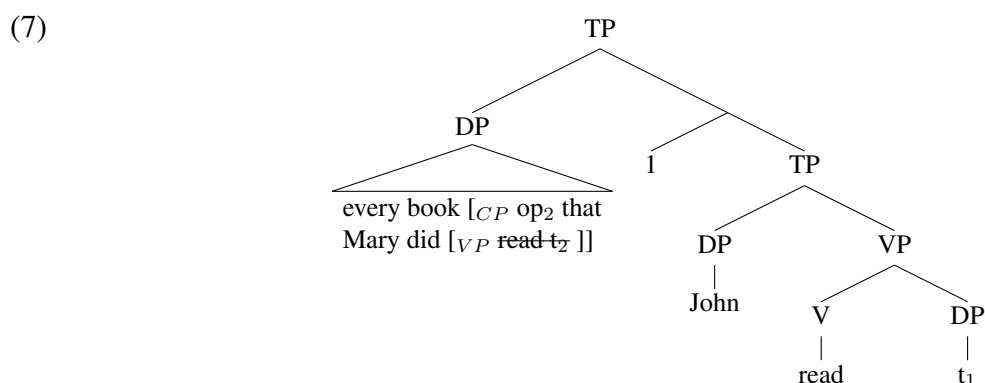 (7)
TP
DP
1 TP
every book [CP op2 that
Mary did [VP read t2 ]]
DP VP
John
V DP
read t1